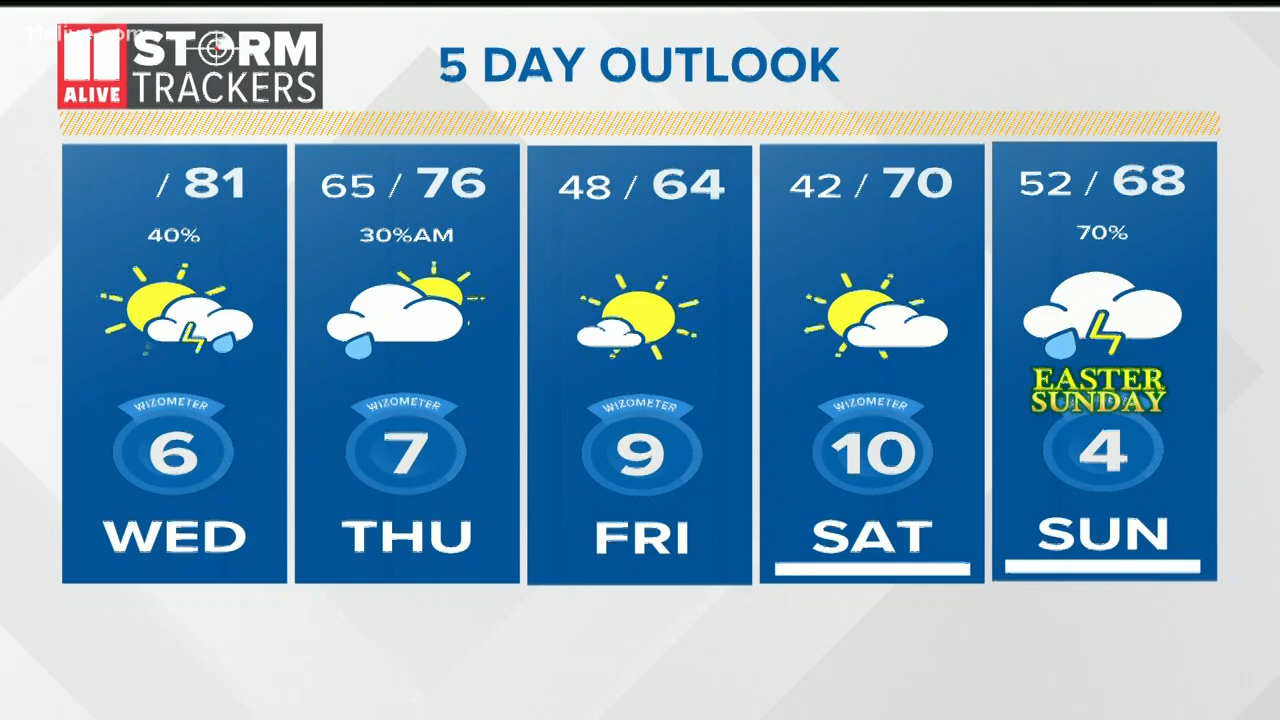 11alive.com
11 ALIVE
STORM
TRACKERS
5 DAY OUTLOOK
/ 81
40%
WIZOMETER
6
WED
65 / 76
30%AM
WIZOMETER
7
THU
48 / 64
WIZOMETER
9
FRI
42 / 70
WIZOMETER
10
SAT
52 / 68
70%
EASTER
SUNDAY
4
SUN